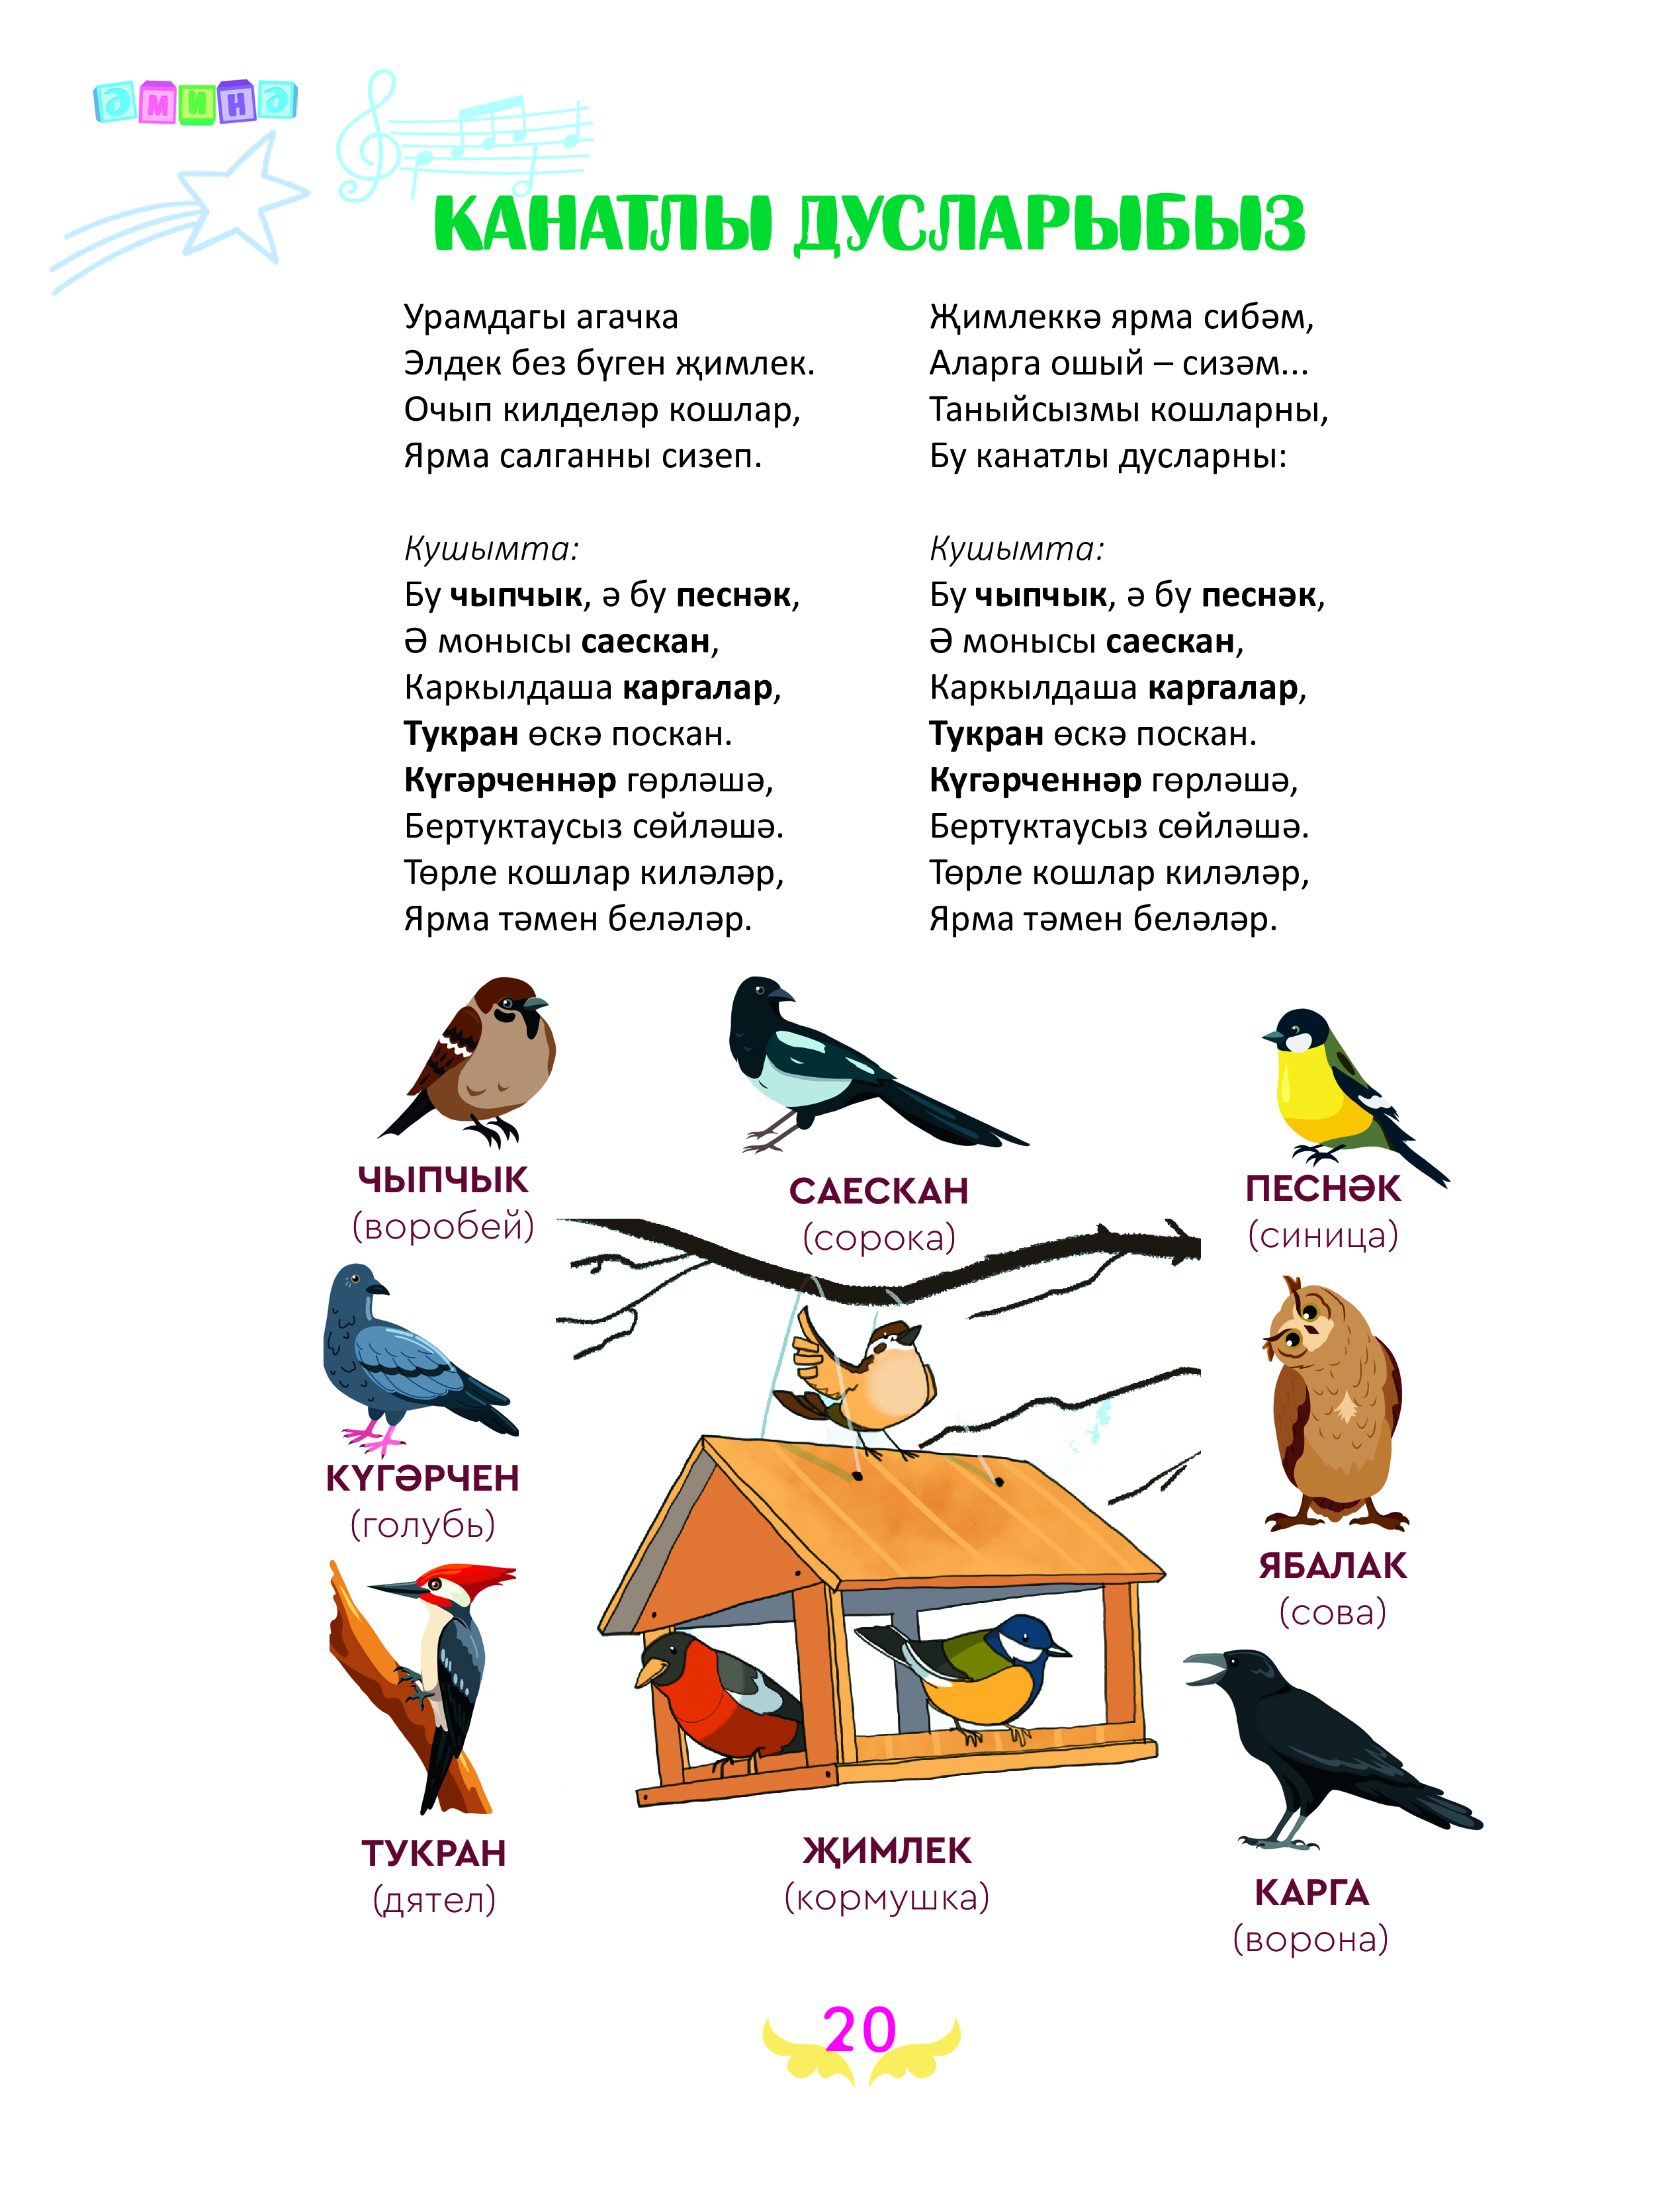 әминә
КАНАТЛЫ ДУСЛАРЫБЫЗ
Урамдагы агачка
Элдек без бүген җимлек.
Очып килделәр кошлар,
Ярма салганны сизеп.
Кушымта:
Бу чыпчык, ә бу песнәк,
Ә монысы саескан,
Каркылдаша каргалар,
Тукран өскә поскан.
Күгәрченнәр гөрләшә,
Бертуктаусыз сөйләшә.
Төрле кошлар киләләр,
Ярма тәмен беләләр.
Җимлеккә ярма сибәм,
Аларга ошый – сизәм...
Таныйсызмы кошларны,
Бу канатлы дусларны:
Кушымта:
Бу чыпчык, ә бу песнәк,
Ә монысы саескан,
Каркылдаша каргалар,
Тукран өскә поскан.
Күгәрченнәр гөрләшә,
Бертуктаусыз сөйләшә.
Төрле кошлар киләләр,
Ярма тәмен беләләр.
ЧЫПЧЫК
(воробей)
САЕСКАН
(сорока)
ПЕСНӘК
(синица)
КҮГӘРЧЕН
(голубь)
ЯБАЛАК
(сова)
ТУКРАН
(дятел)
ҖИМЛЕК
(кормушка)
КАРГА
(ворона)
20